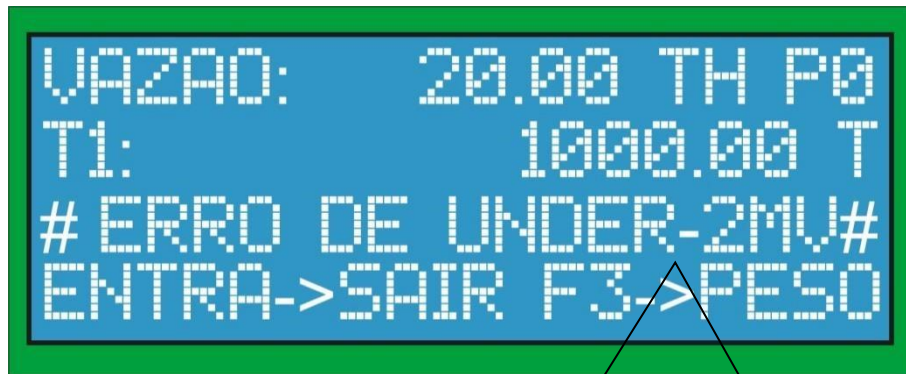 VAZAO: 20.00 TH P0
T1: 1000.00 T
# ERRO DE UNDER-2MV#
ENTRA->SAIR F3->PESO